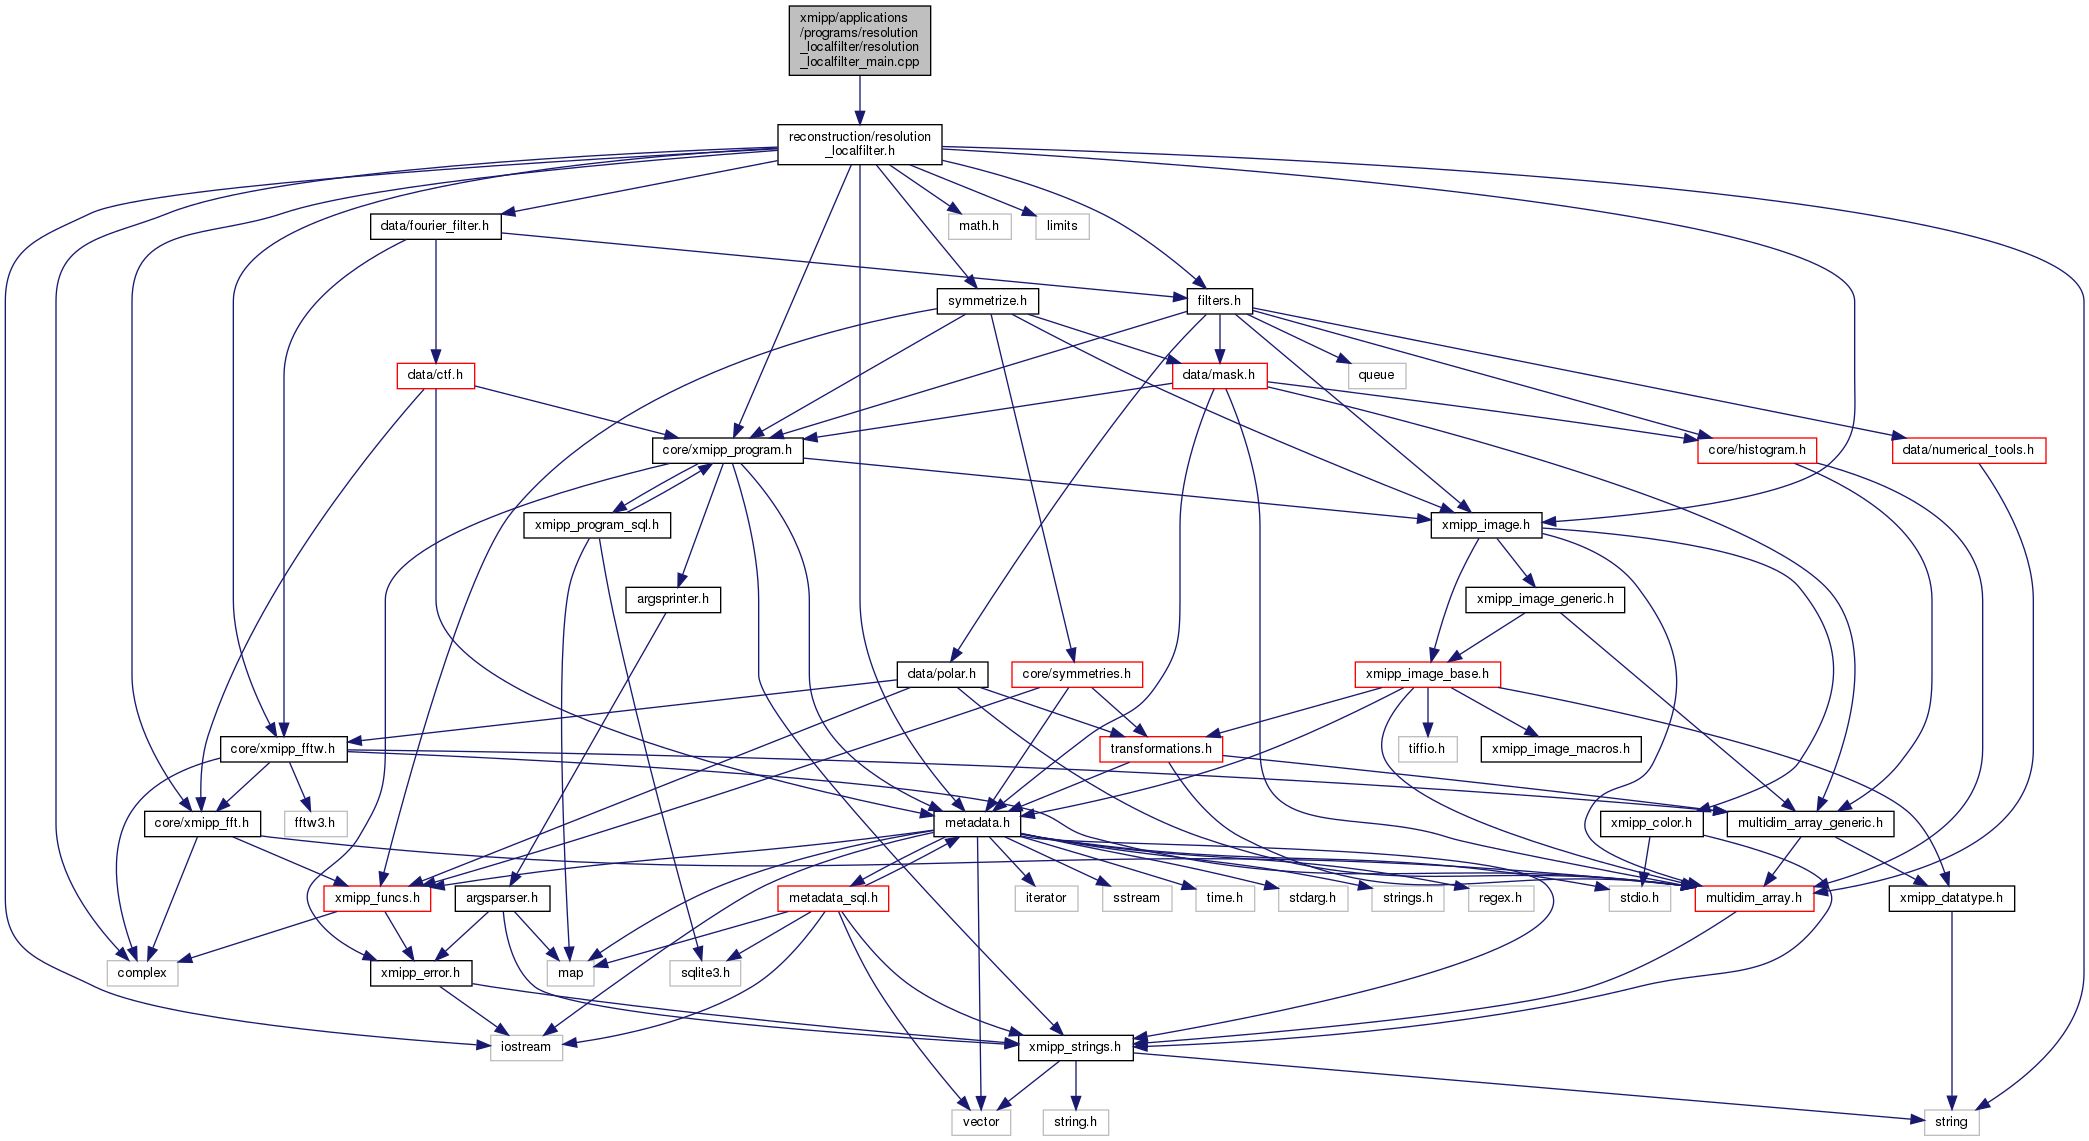 xmipp/applications
/programs/resolution
_localfilter/resolution
_localfilter_main.cpp
reconstruction/resolution
_localfilter.h
data/fourier_filter.h
math.h
limits
symmetrize.h
filters.h
data/ctf.h
data/mask.h
queue
core/xmipp_program.h
core/histogram.h
data/numerical_tools.h
xmipp_program_sql.h
xmipp_image.h
argsprinter.h
xmipp_image_generic.h
data/polar.h
core/symmetries.h
xmipp_image_base.h
core/xmipp_fftw.h
transformations.h
tiffio.h
xmipp_image_macros.h
core/xmipp_fft.h
fftw3.h
metadata.h
xmipp_color.h
multidim_array_generic.h
xmipp_funcs.h
argsparser.h
metadata_sql.h
iterator
sstream
time.h
stdarg.h
strings.h
regex.h
stdio.h
multidim_array.h
xmipp_datatype.h
complex
xmipp_error.h
map
sqlite3.h
iostream
xmipp_strings.h
vector
string.h
string